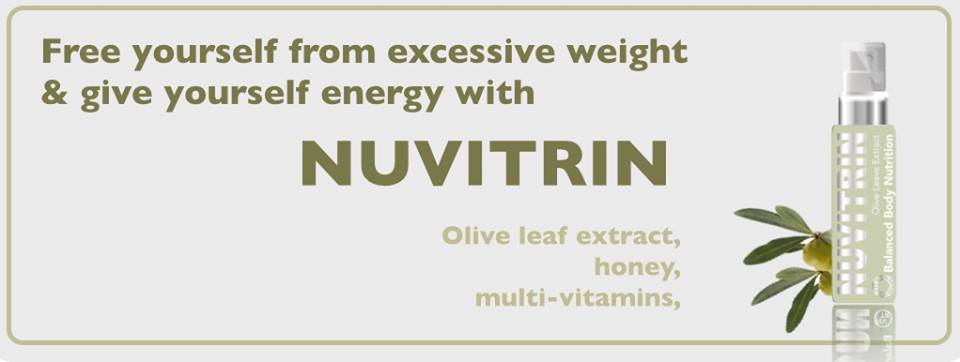 Free yourself from excessive weight
& give yourself energy with
NUVITRIN
Olive leaf extract,
honey,
multi-vitamins,
NUVITRIN
Olive Leave Extract
Balanced Body Nutrition